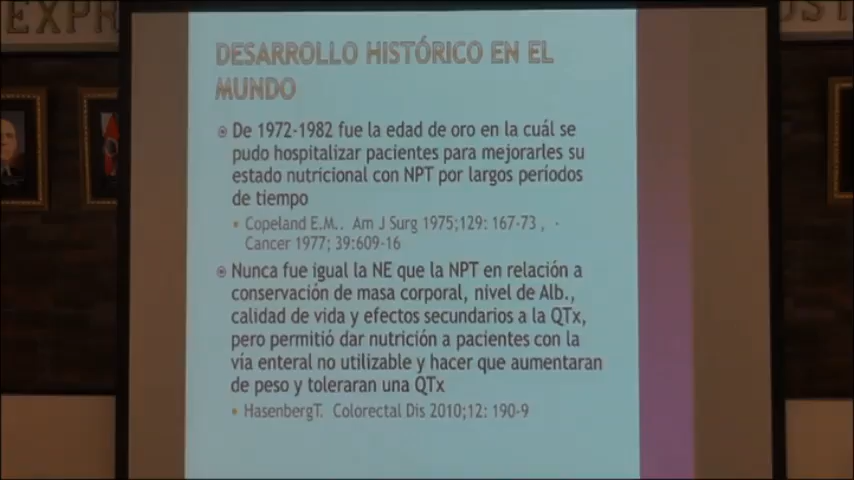 EXPR
DESARROLLO HISTÓRICO EN EL
MUNDO
De 1972-1982 fue la edad de oro en la cuál se
pudo hospitalizar pacientes para mejorarles su
estado nutricional con NPT por largos períodos
de tiempo
Copeland E.M.. Am J Surg 1975;129: 167-73 , -
Cancer 1977; 39:609-16
Nunca fue igual la NE que la NPT en relación a
conservación de masa corporal, nivel de Alb.,
calidad de vida y efectos secundarios a la QTx,
pero permitió dar nutrición a pacientes con la
vía enteral no utilizable y hacer que aumentaran
de peso y toleraran una QTx
HasenbergT. Colorectal Dis 2010;12: 190-9